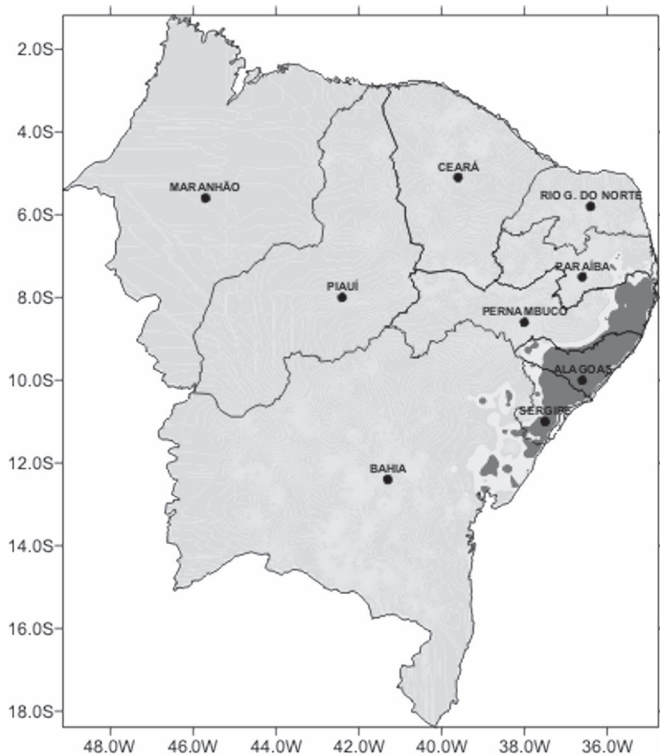 2.0S
4.0S
CEARÁ
MARANHÃO
RIO G. DO NORTE
6.0S
PARAÍBA
PIAUÍ
8.0S
PERNAMBUCO
ALAGOAS
10.0S
SERGIPE
12.0S
BAHIA
14.0S
16.0S
18.0S
48.0W 46.0W 44.0W 42.0W 40.0W 38.0W 36.0W